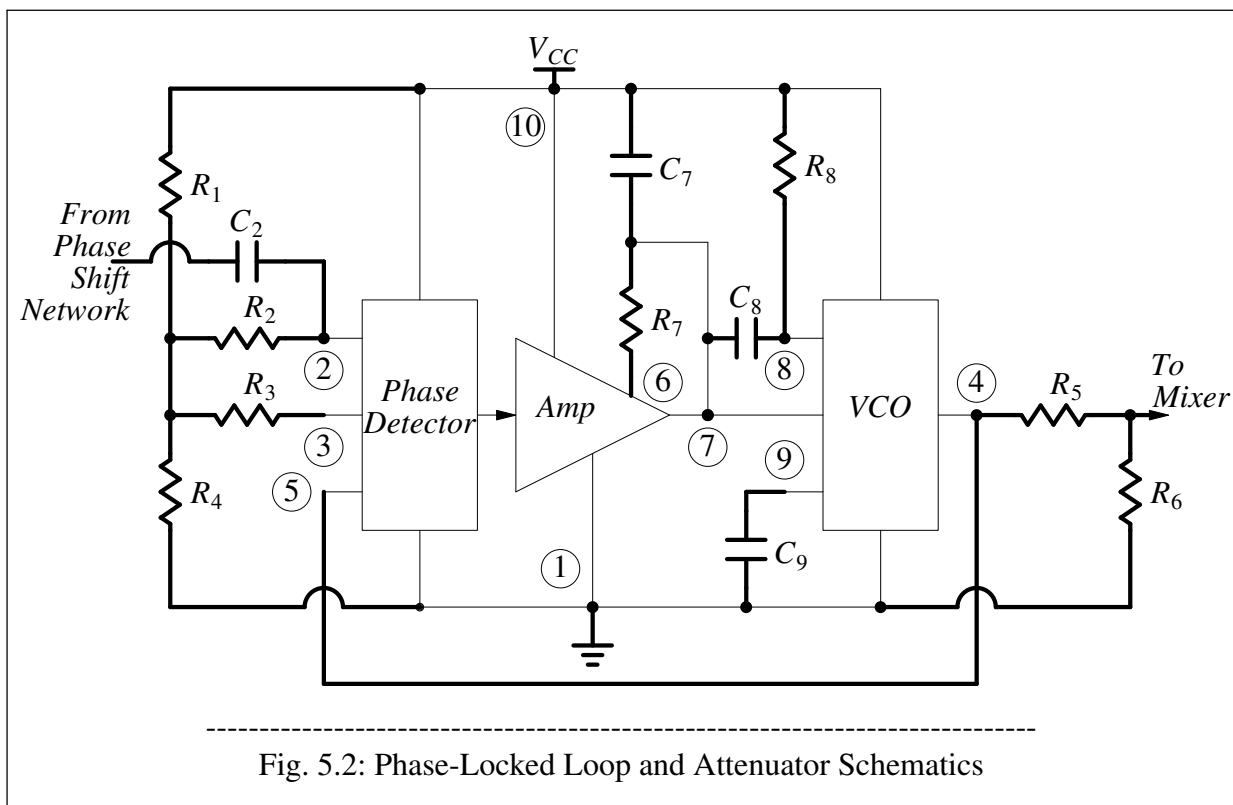 V_CC
10
R_1
C_7
R_8
From
Phase
Shift
Network
C_2
R_2
R_7
C_8
2
6
8
4
To
Mixer
R_3
Phase
Detector
Amp
VCO
R_5
3
7
9
5
R_4
R_6
1
C_9
Fig. 5.2: Phase-Locked Loop and Attenuator Schematics